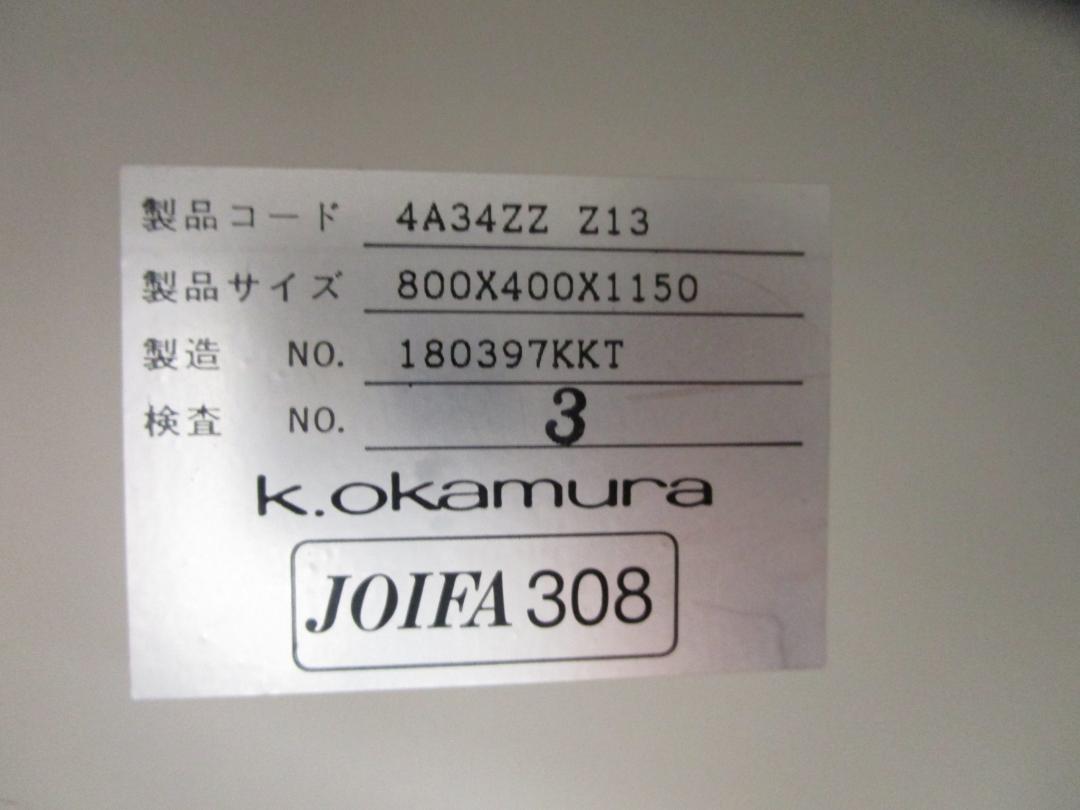 製品コード 4A34ZZ Z13
製品サイズ 800X400X1150
製造 NO. 180397KKT
検査 NO. 3
k.okamura
JOIFA 308